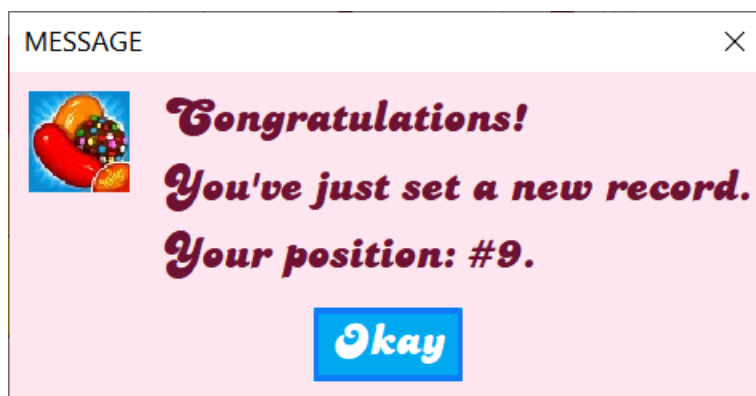 MESSAGE
Congratulations!
You've just set a new record.
Your position: #9.
Okay